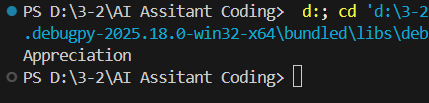 PS D:\3-2\AI Assitant Coding>  d:; cd 'd:\3-2
.debugpy-2025.18.0-win32-x64\bundled\libs\deb
Appreciation
PS D:\3-2\AI Assitant Coding>